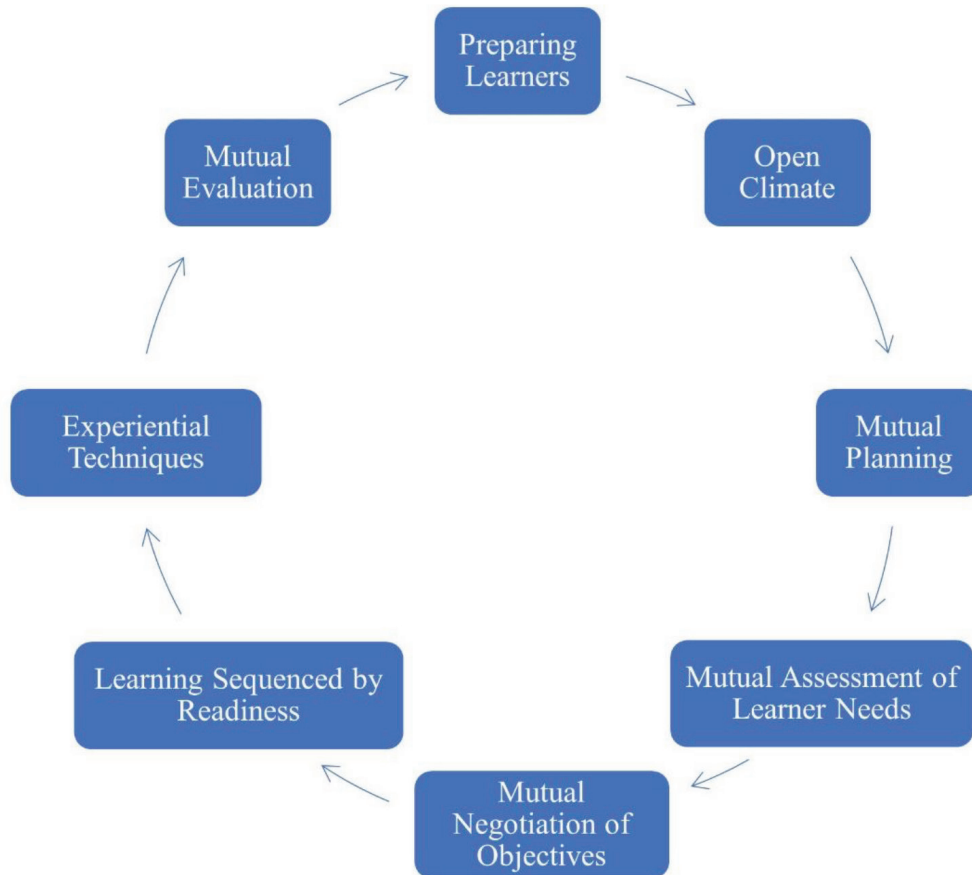 Preparing
Learners
Open
Climate
Mutual
Planning
Mutual Assessment of
Learner Needs
Mutual
Negotiation of
Objectives
Learning Sequenced by
Readiness
Experiential
Techniques
Mutual
Evaluation